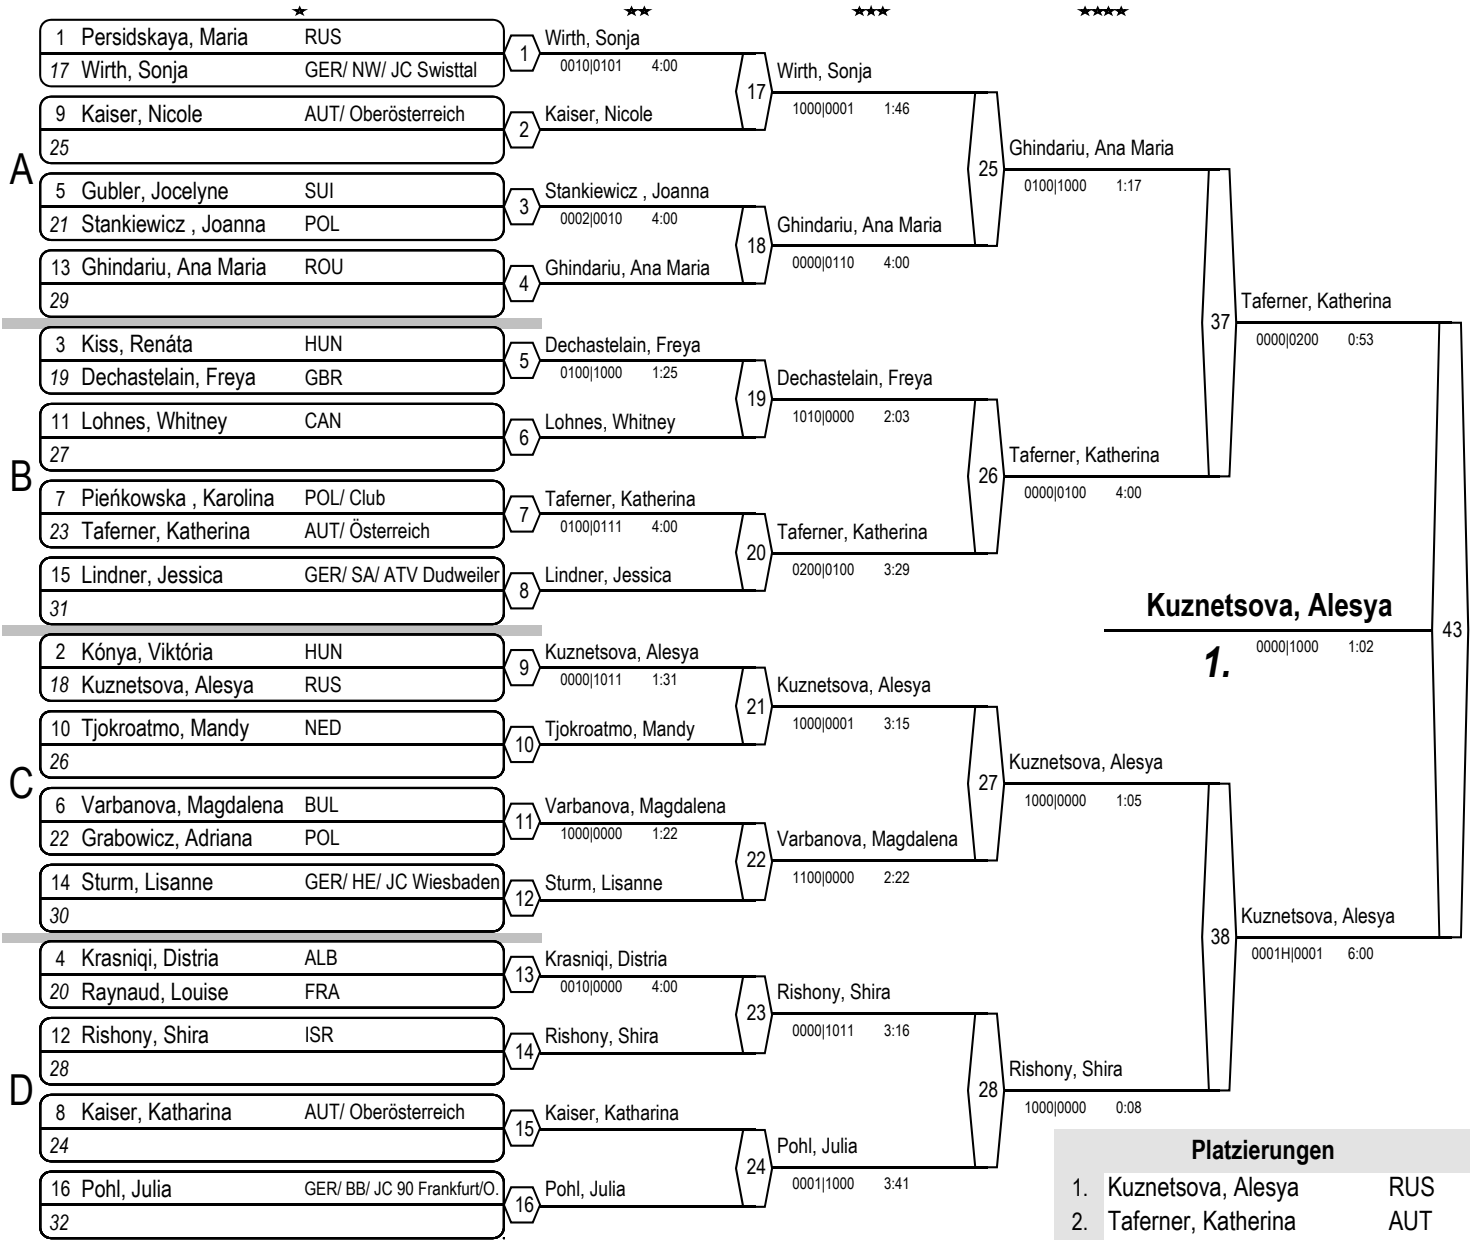 1 Persidskaya, Maria RUS
17 Wirth, Sonja GER/ NW/ JC Swisttal
9 Kaiser, Nicole AUT/ Oberösterreich
25
A
5 Gubler, Jocelyne SUI
21 Stankiewicz , Joanna POL
13 Ghindariu, Ana Maria ROU
29
3 Kiss, Renáta HUN
19 Dechastelain, Freya GBR
11 Lohnes, Whitney CAN
27
B
7 Pieńkowska , Karolina POL/ Club
23 Taferner, Katherina AUT/ Österreich
15 Lindner, Jessica GER/ SA/ ATV Dudweiler
31
2 Kónya, Viktória HUN
18 Kuznetsova, Alesya RUS
10 Tjokroatmo, Mandy NED
26
C
6 Varbanova, Magdalena BUL
22 Grabowicz, Adriana POL
14 Sturm, Lisanne GER/ HE/ JC Wiesbaden
30
4 Krasniqi, Distria ALB
20 Raynaud, Louise FRA
12 Rishony, Shira ISR
28
D
8 Kaiser, Katharina AUT/ Oberösterreich
24
16 Pohl, Julia GER/ BB/ JC 90 Frankfurt/O.
32
1 Wirth, Sonja
0010|0101 4:00
2 Kaiser, Nicole
3 Stankiewicz , Joanna
0002|0010 4:00
4 Ghindariu, Ana Maria
5 Dechastelain, Freya
0100|1000 1:25
6 Lohnes, Whitney
7 Taferner, Katherina
0100|0111 4:00
8 Lindner, Jessica
9 Kuznetsova, Alesya
0000|1011 1:31
10 Tjokroatmo, Mandy
11 Varbanova, Magdalena
1000|0000 1:22
12 Sturm, Lisanne
13 Krasniqi, Distria
0010|0000 4:00
14 Rishony, Shira
15 Kaiser, Katharina
16 Pohl, Julia
17 Wirth, Sonja
1000|0001 1:46
18 Ghindariu, Ana Maria
0000|0110 4:00
19 Dechastelain, Freya
1010|0000 2:03
20 Taferner, Katherina
0200|0100 3:29
21 Kuznetsova, Alesya
1000|0001 3:15
22 Varbanova, Magdalena
1100|0000 2:22
23 Rishony, Shira
0000|1011 3:16
24 Pohl, Julia
0001|1000 3:41
25 Ghindariu, Ana Maria
0100|1000 1:17
26 Taferner, Katherina
0000|0100 4:00
27 Kuznetsova, Alesya
1000|0000 1:05
28 Rishony, Shira
1000|0000 0:08
37 Taferner, Katherina
0000|0200 0:53
38 Kuznetsova, Alesya
0001H|0001 6:00
Kuznetsova, Alesya
43
1. 0000|1000 1:02
Platzierungen
1. Kuznetsova, Alesya RUS
2. Taferner, Katherina AUT